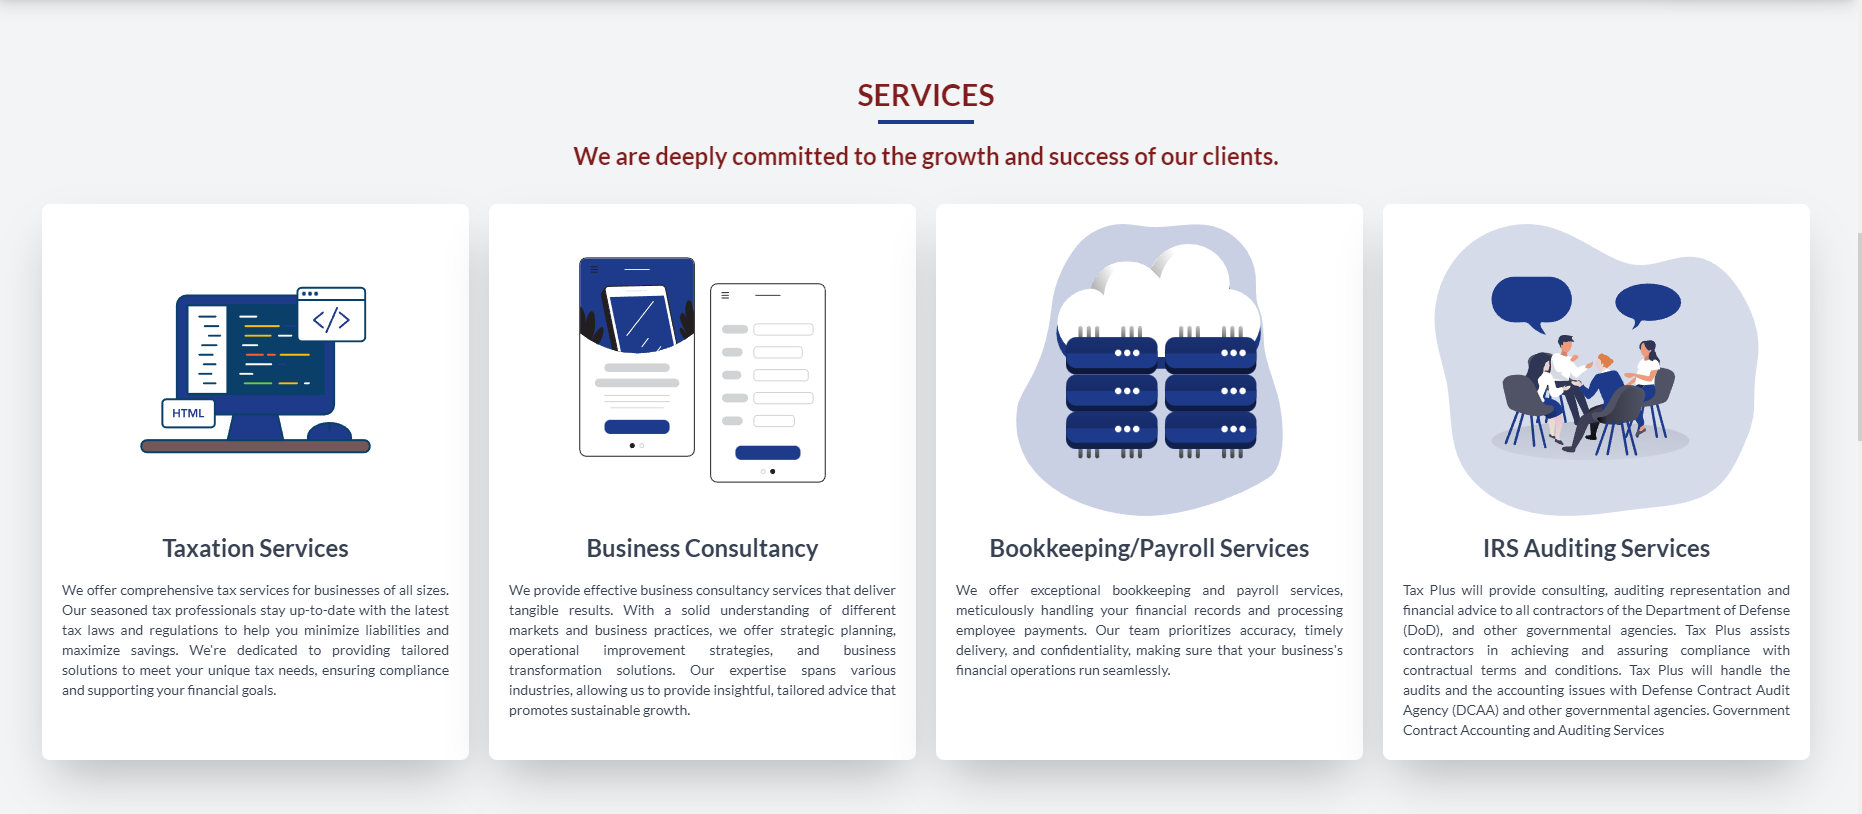 SERVICES
We are deeply committed to the growth and success of our clients.
</>
HTML
Taxation Services
We offer comprehensive tax services for businesses of all sizes.
Our seasoned tax professionals stay up-to-date with the latest
tax laws and regulations to help you minimize liabilities and
maximize savings. We're dedicated to providing tailored
solutions to meet your unique tax needs, ensuring compliance
and supporting your financial goals.
Business Consultancy
We provide effective business consultancy services that deliver
tangible results. With a solid understanding of different
markets and business practices, we offer strategic planning,
operational improvement strategies, and business
transformation solutions. Our expertise spans various
industries, allowing us to provide insightful, tailored advice that
promotes sustainable growth.
Bookkeeping/Payroll Services
We offer exceptional bookkeeping and payroll services,
meticulously handling your financial records and processing
employee payments. Our team prioritizes accuracy, timely
delivery, and confidentiality, making sure that your business's
financial operations run seamlessly.
IRS Auditing Services
Tax Plus will provide consulting, auditing representation and
financial advice to all contractors of the Department of Defense
(DoD), and other governmental agencies. Tax Plus assists
contractors in achieving and assuring compliance with
contractual terms and conditions. Tax Plus will handle the
audits and the accounting issues with Defense Contract Audit
Agency (DCAA) and other governmental agencies. Government
Contract Accounting and Auditing Services